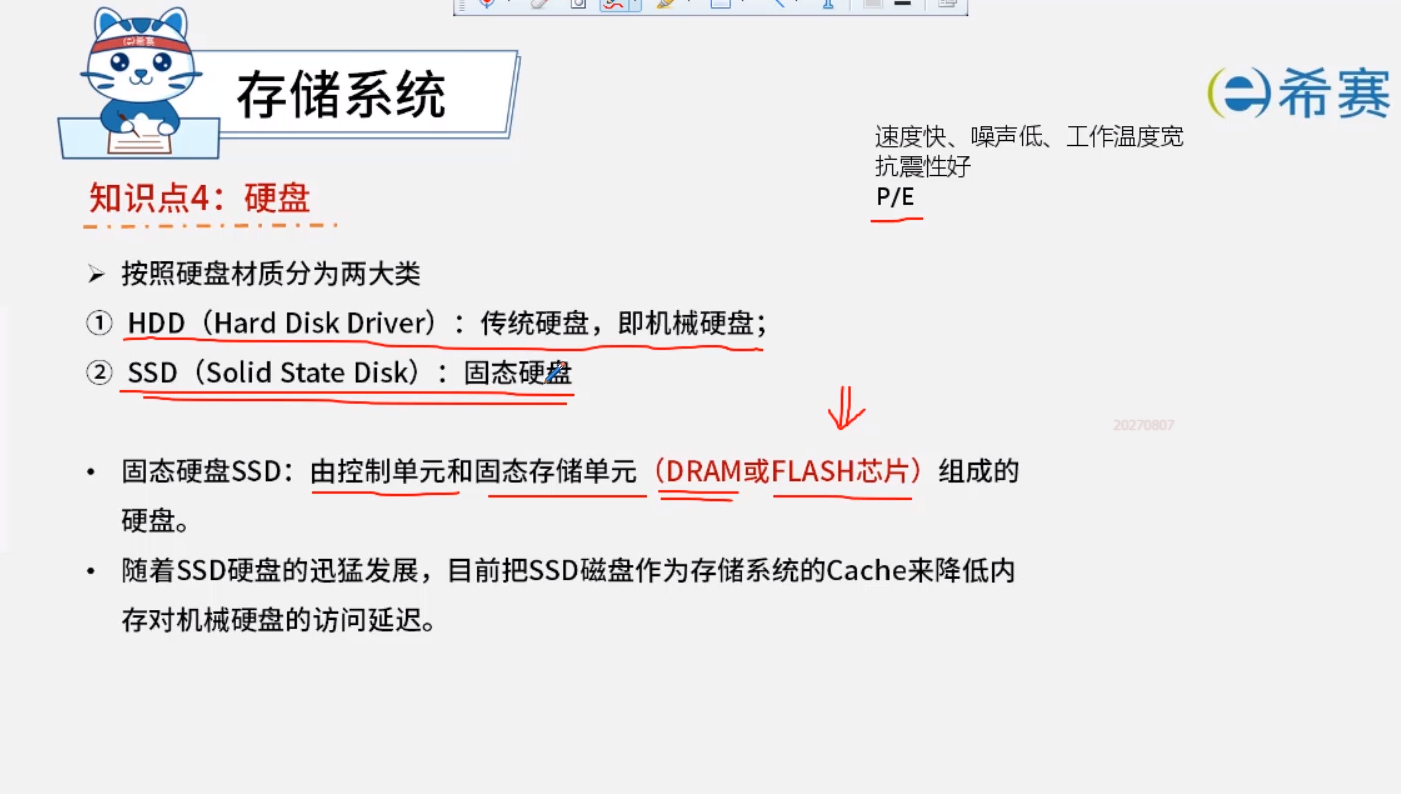 希赛
存储系统
希赛
速度快、噪声低、工作温度宽
抗震性好
P/E
知识点4：硬盘
➢ 按照硬盘材质分为两大类
① HDD（Hard Disk Driver）：传统硬盘，即机械硬盘；
② SSD（Solid State Disk）：固态硬盘
20270807
• 固态硬盘SSD：由控制单元和固态存储单元（DRAM或FLASH芯片）组成的
硬盘。
• 随着SSD硬盘的迅猛发展，目前把SSD磁盘作为存储系统的Cache来降低内
存对机械硬盘的访问延迟。